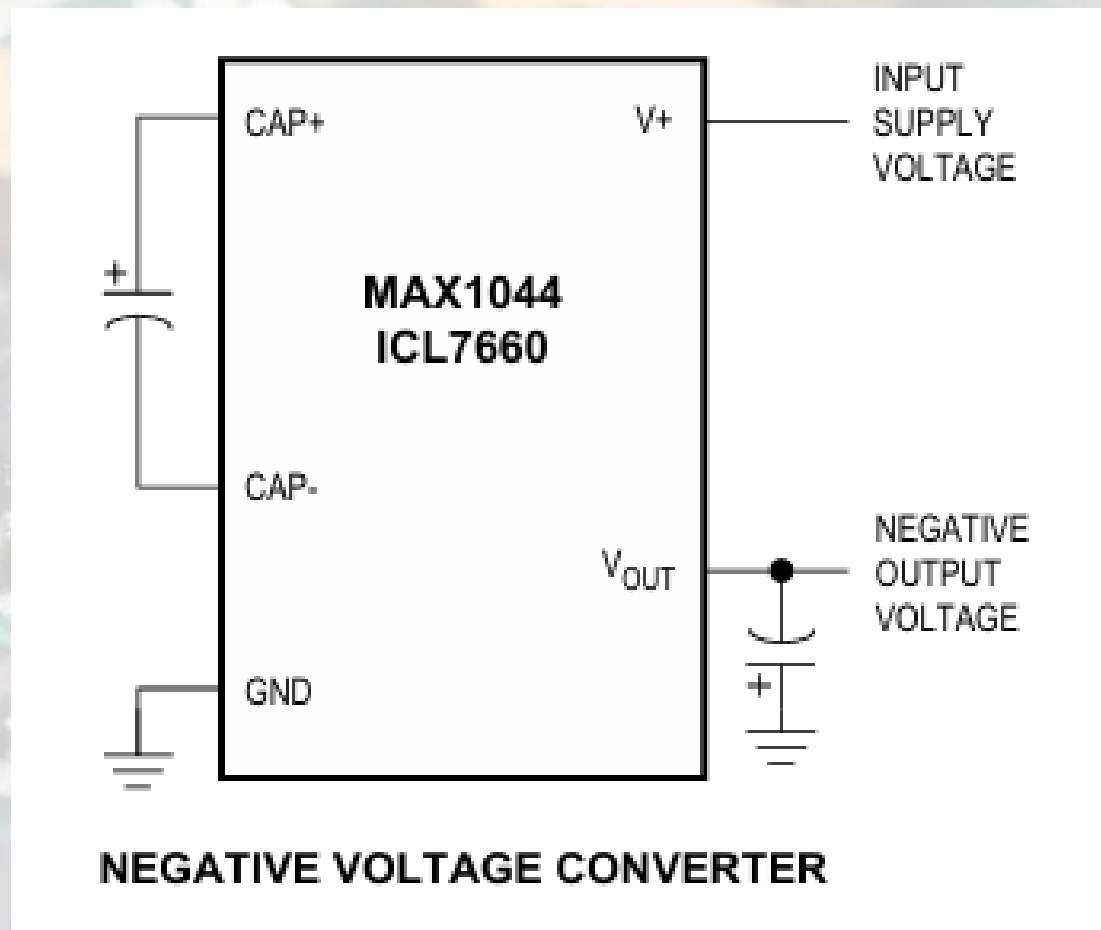 CAP+
V+
INPUT
SUPPLY
VOLTAGE
+
MAX1044
ICL7660
CAP-
VOUT
NEGATIVE
OUTPUT
VOLTAGE
GND
+
NEGATIVE VOLTAGE CONVERTER